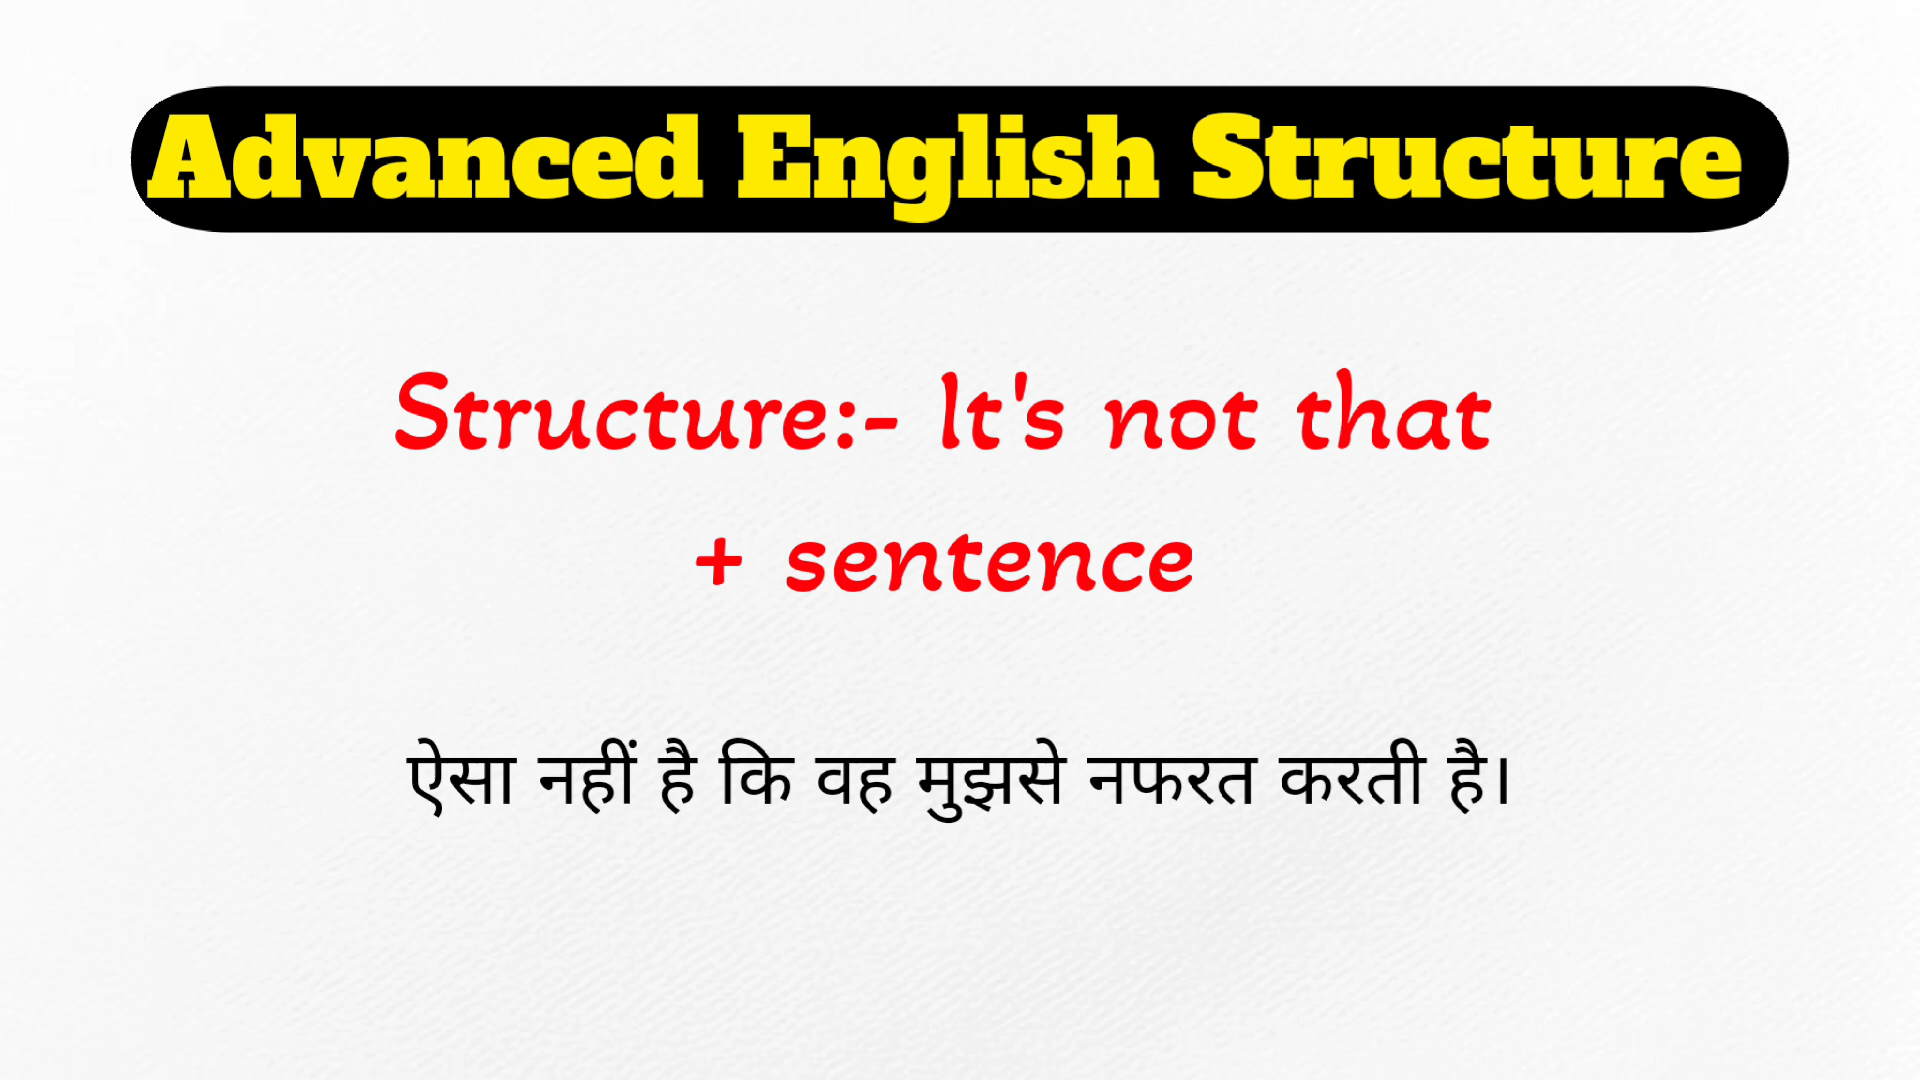 Advanced English Structure
Structure:- It's not that
+ sentence
ऐसा नहीं है कि वह मुझसे नफरत करती है।